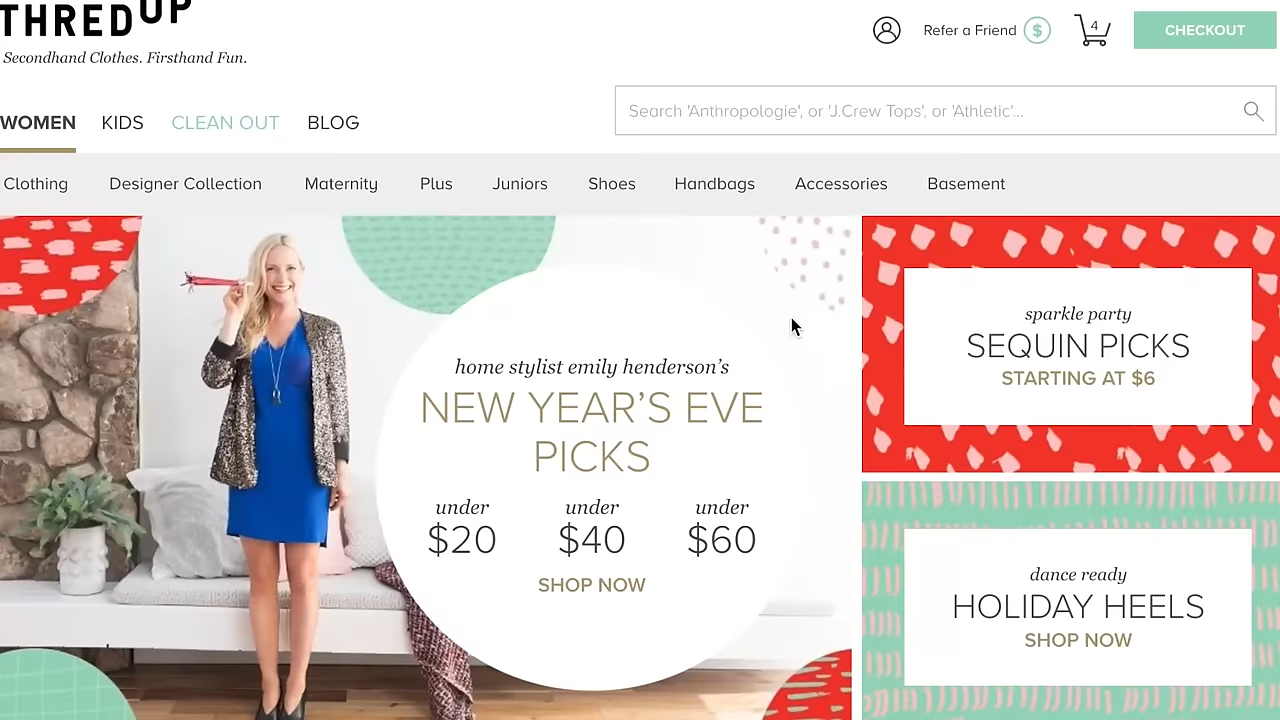 THREDUP
Secondhand Clothes. Firsthand Fun.
Refer a Friend $
4
CHECKOUT
WOMEN KIDS CLEAN OUT BLOG
Search 'Anthropologie', or 'J.Crew Tops', or 'Athletic'...
Clothing Designer Collection Maternity Plus Juniors Shoes Handbags Accessories Basement
home stylist emily henderson's
NEW YEAR'S EVE
PICKS
under under under
$20 $40 $60
SHOP NOW
sparkle party
SEQUIN PICKS
STARTING AT $6
dance ready
HOLIDAY HEELS
SHOP NOW